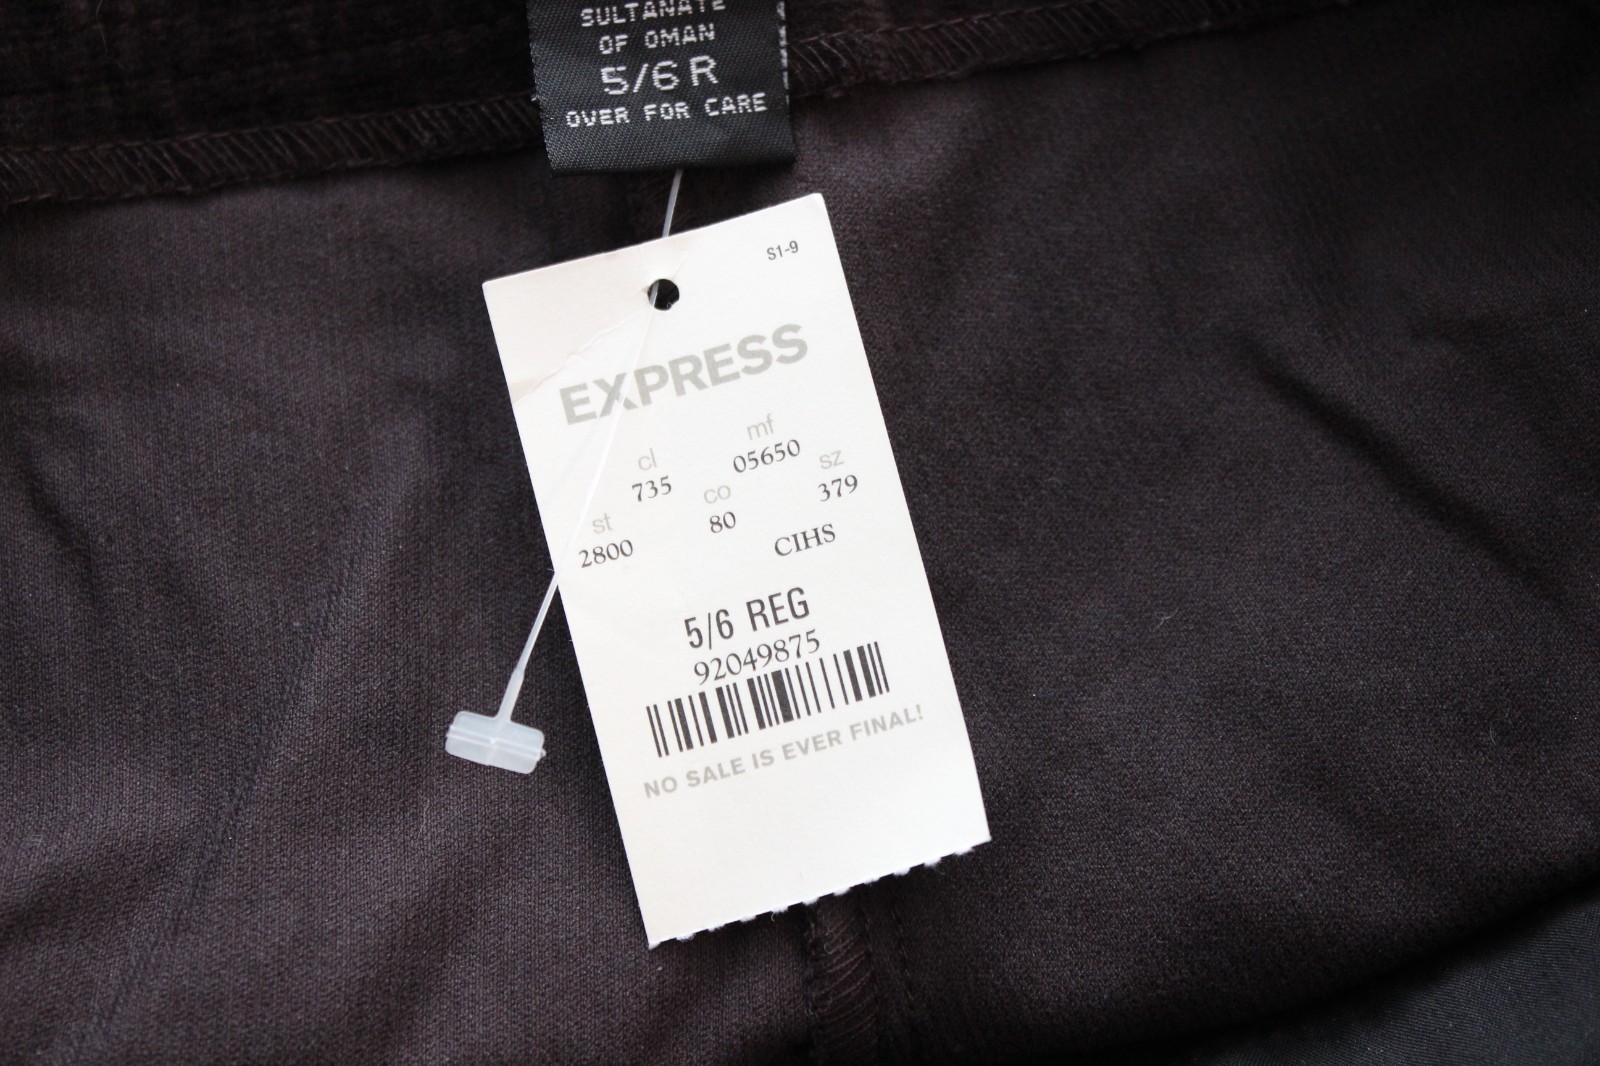 SULTANATE
OF OMAN
5/6 R
OVER FOR CARE
S1-9
EXPRESS
cl
mf
735
05650
st
co
sz
2800
80
379
CIHS
5/6 REG
92049875
NO SALE IS EVER FINAL!